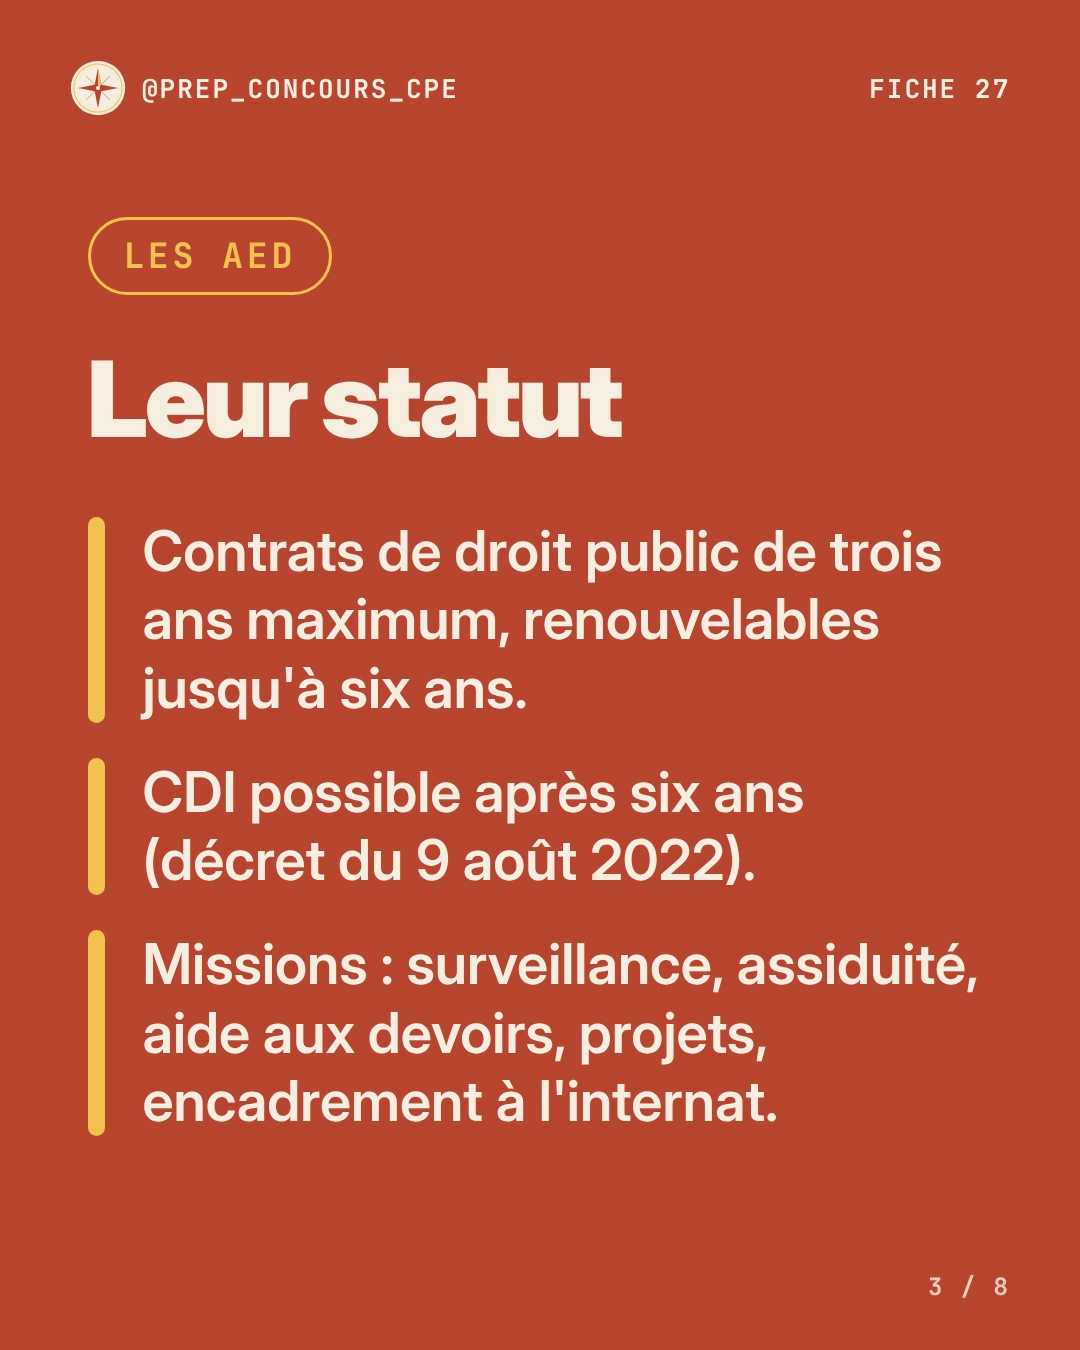 @PREP_CONCOURS_CPE
FICHE 27
LES AED
Leur statut
Contrats de droit public de trois
ans maximum, renouvelables
jusqu'à six ans.
CDI possible après six ans
(décret du 9 août 2022).
Missions : surveillance, assiduité,
aide aux devoirs, projets,
encadrement à l'internat.
3 / 8